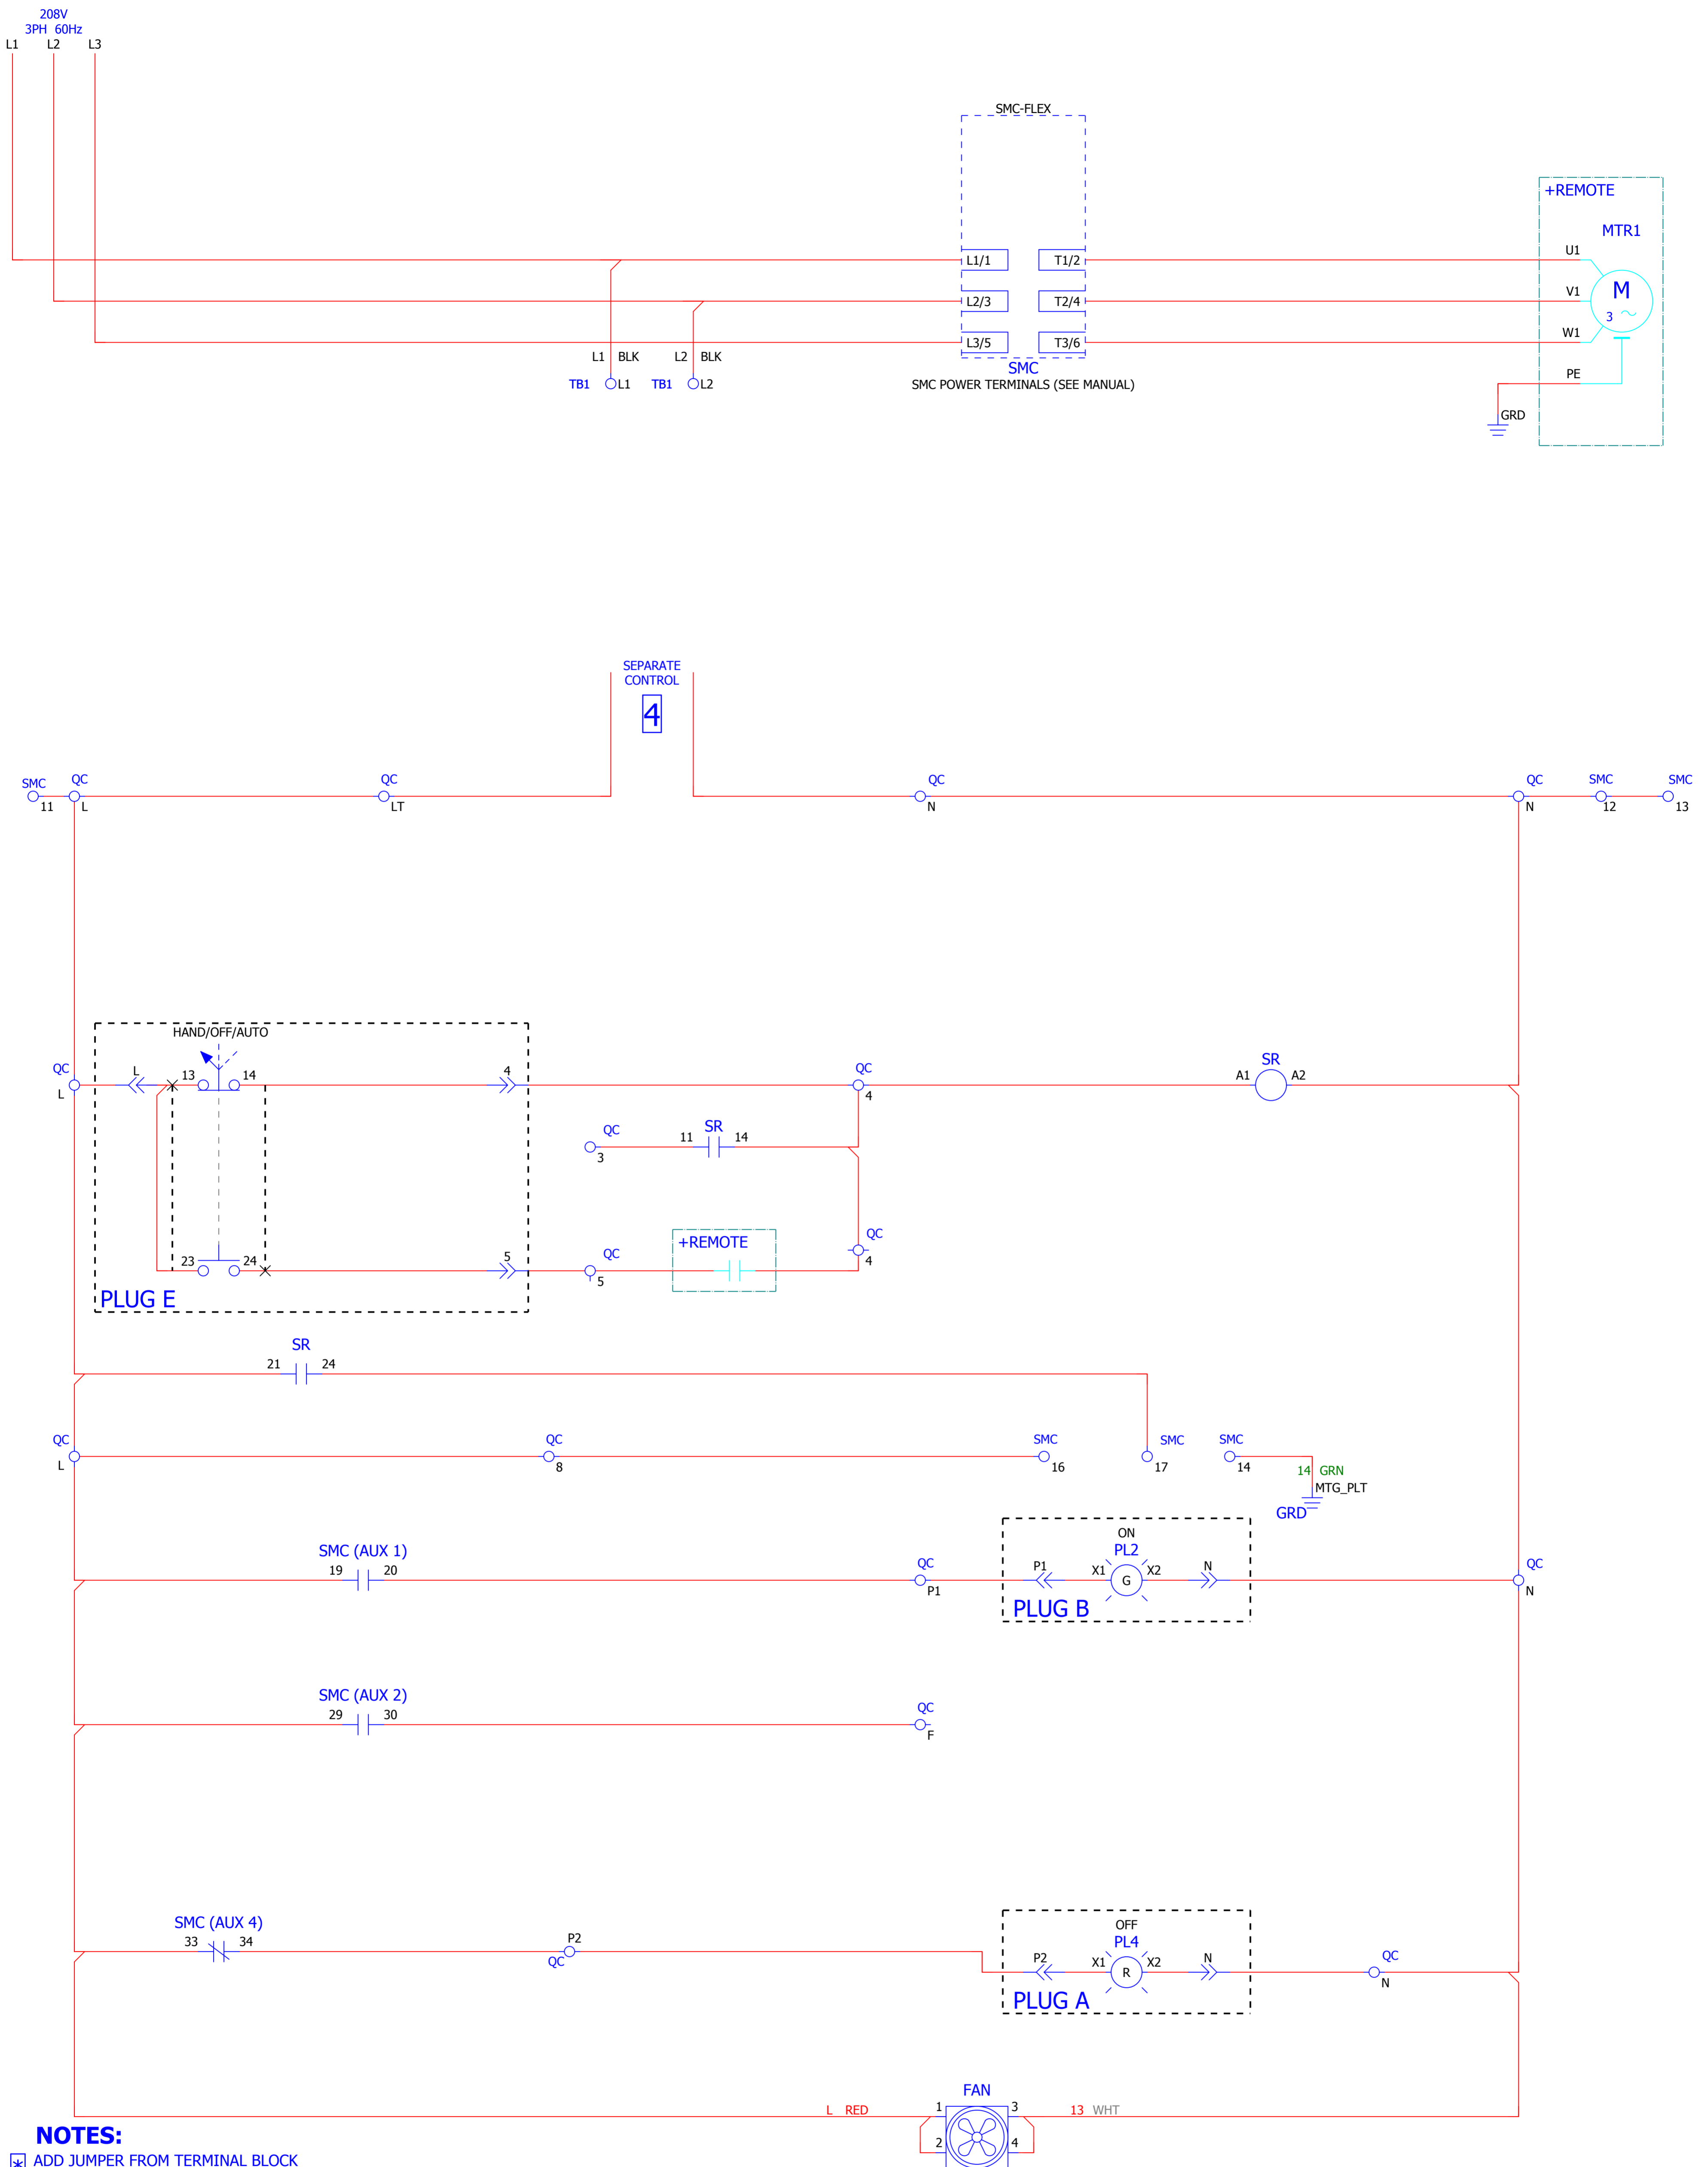 208V
3PH 60Hz
L1 L2 L3
SMC-FLEX
+REMOTE
MTR1
L1/1 T1/2 U1
L2/3 T2/4 V1 M
3
L3/5 T3/6 W1
L1 BLK L2 BLK
SMC
TB1 L1 TB1 L2
SMC POWER TERMINALS (SEE MANUAL)
PE
GRD
SEPARATE
CONTROL
4
SMC QC QC QC QC SMC SMC
11 L LT N N 12 13
HAND/OFF/AUTO
QC L 13 14 4 QC SR
L 4 A1 A2
QC SR
3 11 14
+REMOTE
QC
4
23 24 5 QC
5
PLUG E
SR
21 24
QC QC SMC SMC SMC
L 8 16 17 14
14 GRN
MTG_PLT
GRD
ON
PL2
SMC (AUX 1)
19 20 QC P1 X1 G X2 N QC
P1 N
PLUG B
SMC (AUX 2)
29 30 QC
F
SMC (AUX 4)
33 34 P2
QC
OFF
PL4
P2 X1 R X2 N QC
N
PLUG A
FAN
L RED 1 3 13 WHT
2 4
NOTES:
* ADD JUMPER FROM TERMINAL BLOCK